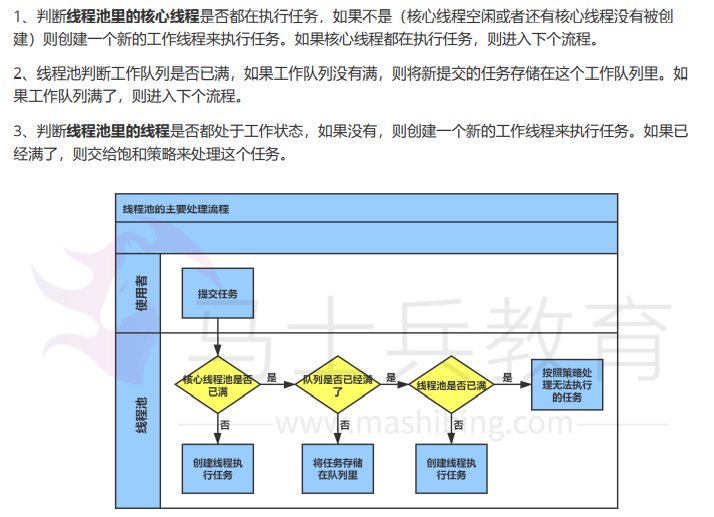 1、判断线程池里的核心线程是否都在执行任务，如果不是（核心线程空闲或者还有核心线程没有被创
建）则创建一个新的工作线程来执行任务。如果核心线程都在执行任务，则进入下个流程。
2、线程池判断工作队列是否已满，如果工作队列没有满，则将新提交的任务存储在这个工作队列里。如
果工作队列满了，则进入下个流程。
3、判断线程池里的线程是否都处于工作状态，如果没有，则创建一个新的工作线程来执行任务。如果已
经满了，则交给饱和策略来处理这个任务。
线程池的主要处理流程
使用者
提交任务
马士兵教育
www.mashibing.com
线程池
核心线程池是否
已满
是
队列是否已经满
了
是
线程池是否已满
是
按照策略处
理无法执行
的任务
否
否
否
创建线程执
行任务
将任务存储
在队列里
创建线程执
行任务